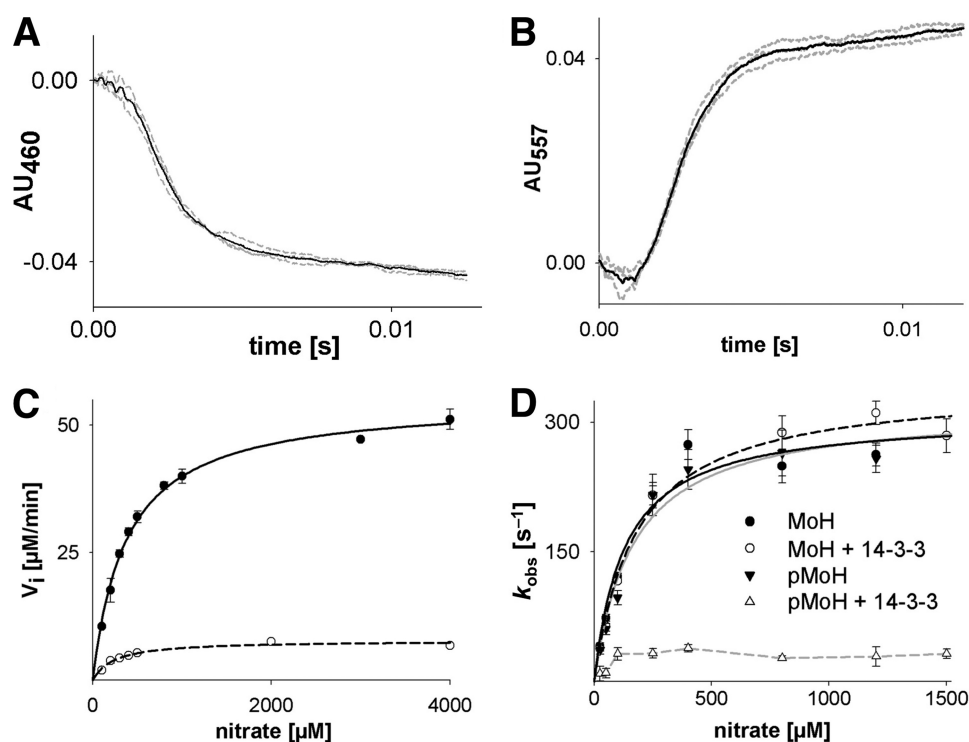 A
0.00
-0.04
AU460
0.00
0.01
time [s]
B
0.04
0.00
AU557
0.00
0.01
time [s]
C
50
25
Vi [µM/min]
0
2000
4000
nitrate [µM]
D
300
150
kobs [s−1]
MoH
MoH + 14-3-3
pMoH
pMoH + 14-3-3
0
500
1000
1500
nitrate [µM]